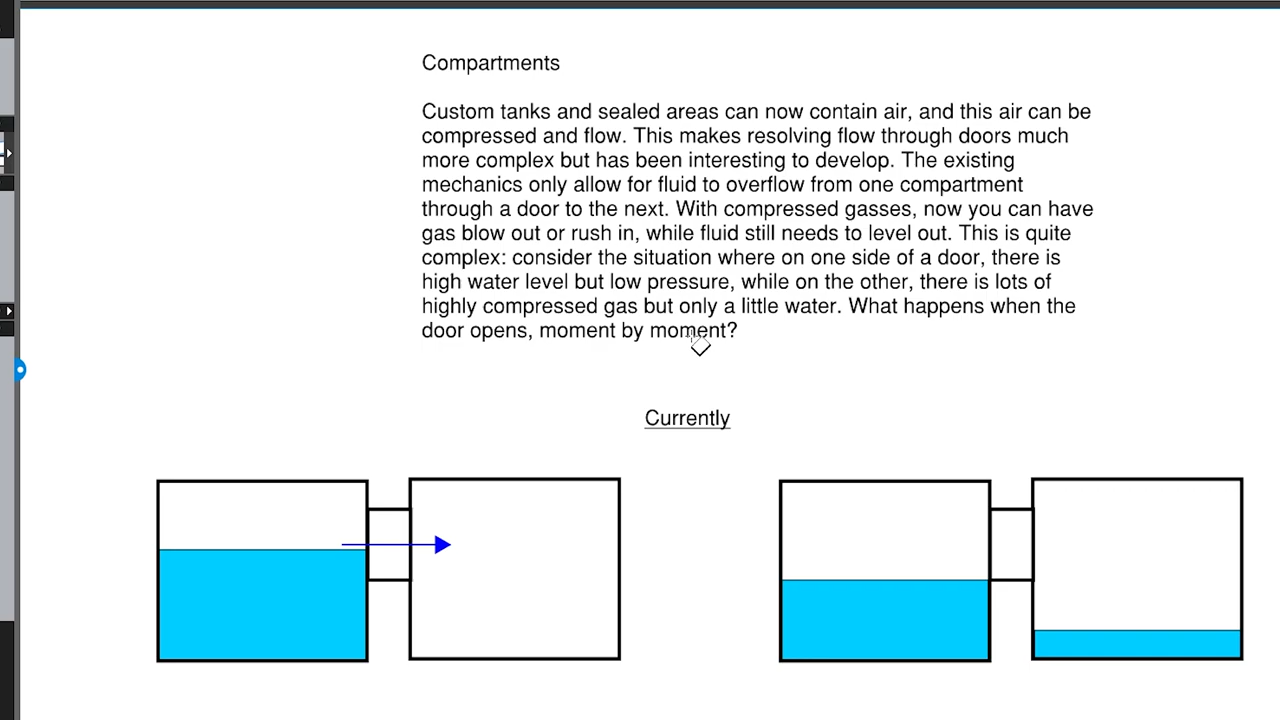 Compartments
Custom tanks and sealed areas can now contain air, and this air can be
compressed and flow. This makes resolving flow through doors much
more complex but has been interesting to develop. The existing
mechanics only allow for fluid to overflow from one compartment
through a door to the next. With compressed gasses, now you can have
gas blow out or rush in, while fluid still needs to level out. This is quite
complex: consider the situation where on one side of a door, there is
high water level but low pressure, while on the other, there is lots of
highly compressed gas but only a little water. What happens when the
door opens, moment by moment?
Currently